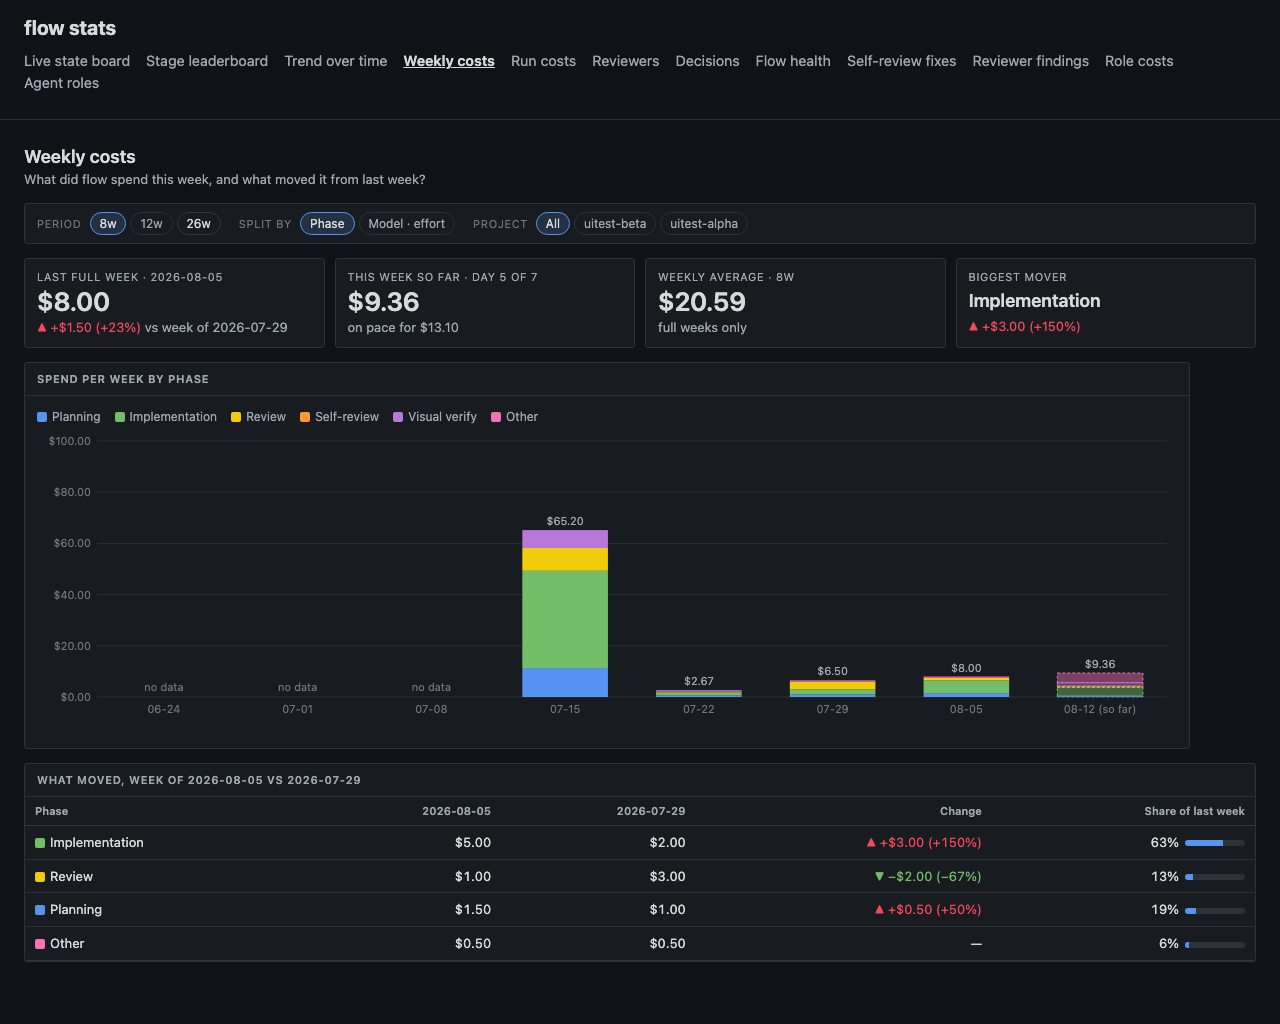 flow stats
Live state board Stage leaderboard Trend over time Weekly costs Run costs Reviewers Decisions Flow health Self-review fixes Reviewer findings Role costs
Agent roles
Weekly costs
What did flow spend this week, and what moved it from last week?
PERIOD 8w 12w 26w SPLIT BY Phase Model · effort PROJECT All uitest-beta uitest-alpha
LAST FULL WEEK · 2026-08-05
$8.00
▲ +$1.50 (+23%) vs week of 2026-07-29
THIS WEEK SO FAR · DAY 5 OF 7
$9.36
on pace for $13.10
WEEKLY AVERAGE · 8W
$20.59
full weeks only
BIGGEST MOVER
Implementation
▲ +$3.00 (+150%)
SPEND PER WEEK BY PHASE
Planning Implementation Review Self-review Visual verify Other
$100.00
$80.00
$60.00
$40.00
$20.00
$0.00
no data no data no data $65.20 $2.67 $6.50 $8.00 $9.36
06-24 07-01 07-08 07-15 07-22 07-29 08-05 08-12 (so far)
WHAT MOVED, WEEK OF 2026-08-05 VS 2026-07-29
Phase 2026-08-05 2026-07-29 Change Share of last week
Implementation $5.00 $2.00 ▲ +$3.00 (+150%) 63%
Review $1.00 $3.00 ▼ −$2.00 (−67%) 13%
Planning $1.50 $1.00 ▲ +$0.50 (+50%) 19%
Other $0.50 $0.50 — 6%